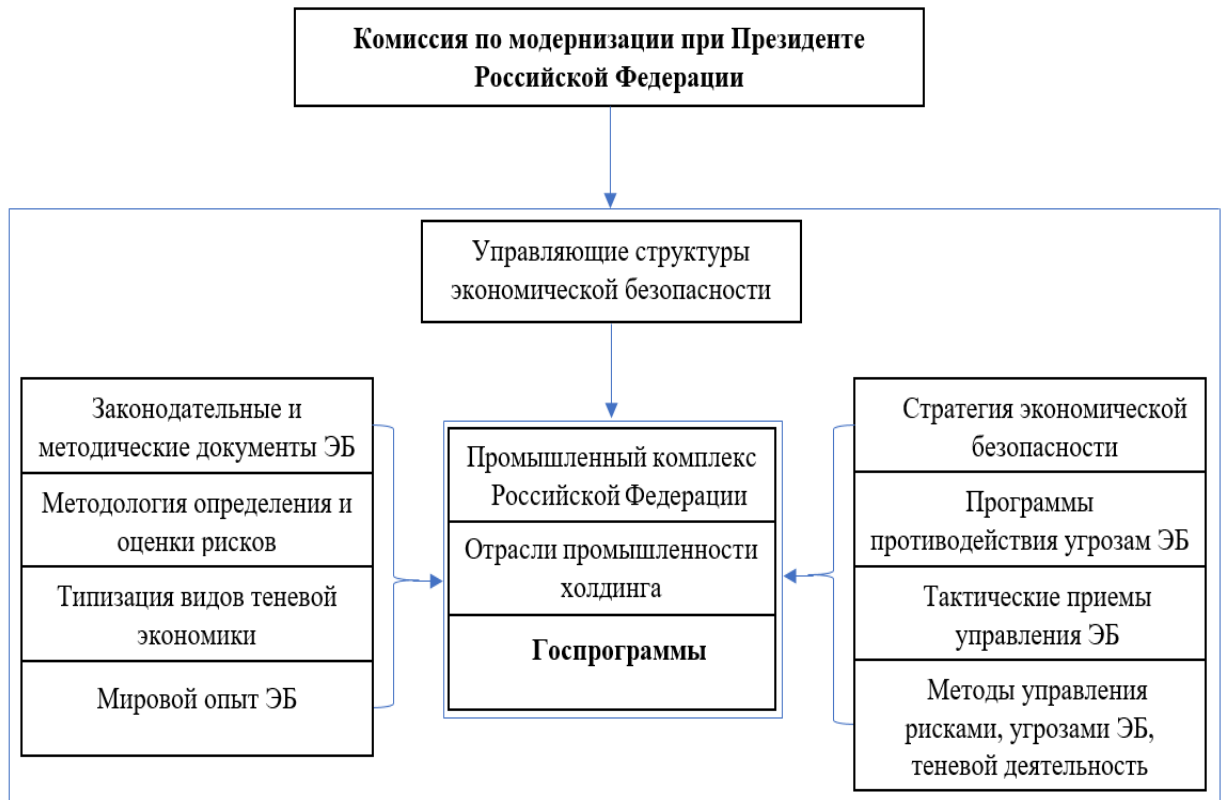 Комиссия по модернизации при Президенте
Российской Федерации
Управляющие структуры
экономической безопасности
Законодательные и
методические документы ЭБ
Методология определения и
оценки рисков
Типизация видов теневой
экономики
Мировой опыт ЭБ
Промышленный комплекс
Российской Федерации
Отрасли промышленности
холдинга
Госпрограммы
Стратегия экономической
безопасности
Программы
противодействия угрозам ЭБ
Тактические приемы
управления ЭБ
Методы управления
рисками, угрозами ЭБ,
теневой деятельность